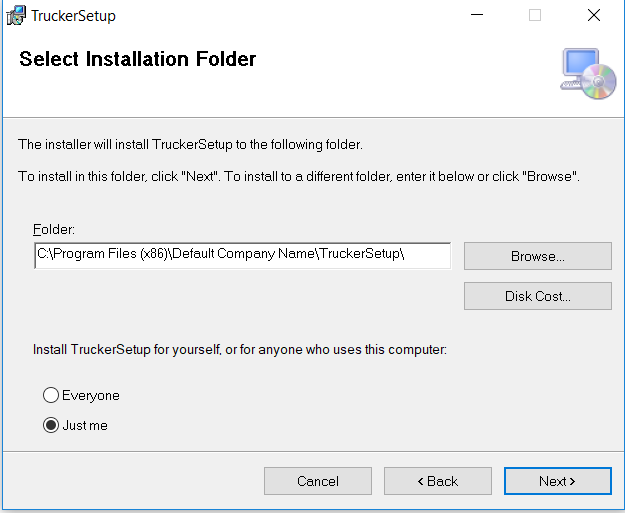 TruckerSetup
Select Installation Folder
The installer will install TruckerSetup to the following folder.
To install in this folder, click "Next". To install to a different folder, enter it below or click "Browse".
Folder:
C:\Program Files (x86)\Default Company Name\TruckerSetup\
Browse...
Disk Cost...
Install TruckerSetup for yourself, or for anyone who uses this computer:
Everyone
Just me
Cancel
< Back
Next >